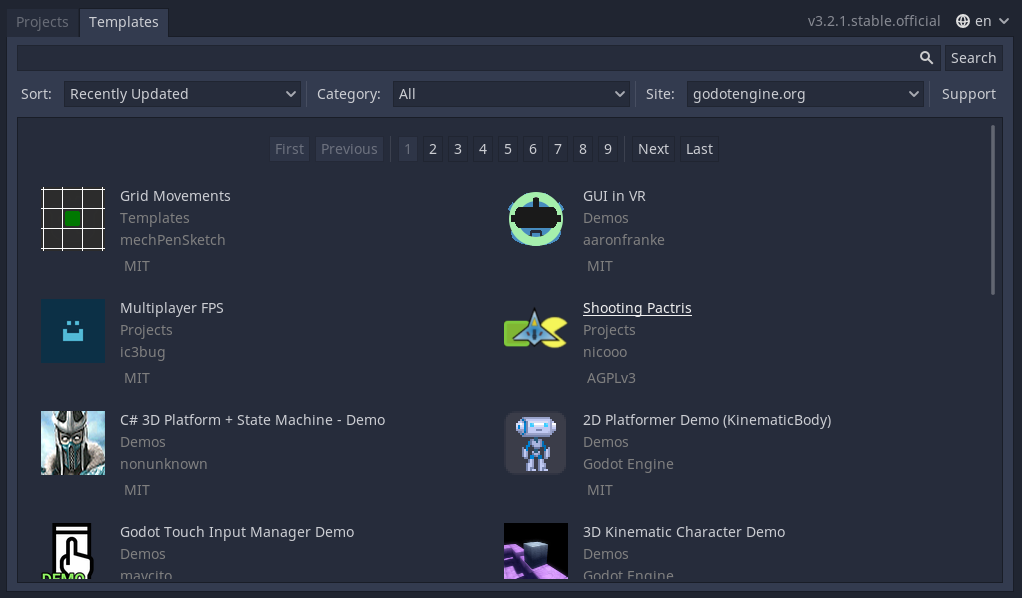 Projects Templates v3.2.1.stable.official en
Search
Sort: Recently Updated Category: All Site: godotengine.org Support
First Previous 1 2 3 4 5 6 7 8 9 Next Last
Grid Movements
Templates
mechPenSketch
MIT
GUI in VR
Demos
aaronfranke
MIT
Multiplayer FPS
Projects
ic3bug
MIT
Shooting Pactris
Projects
nicooo
AGPLv3
C# 3D Platform + State Machine - Demo
Demos
nonunknown
MIT
2D Platformer Demo (KinematicBody)
Demos
Godot Engine
MIT
DEMO
Godot Touch Input Manager Demo
Demos
maycito
3D Kinematic Character Demo
Demos
Godot Engine